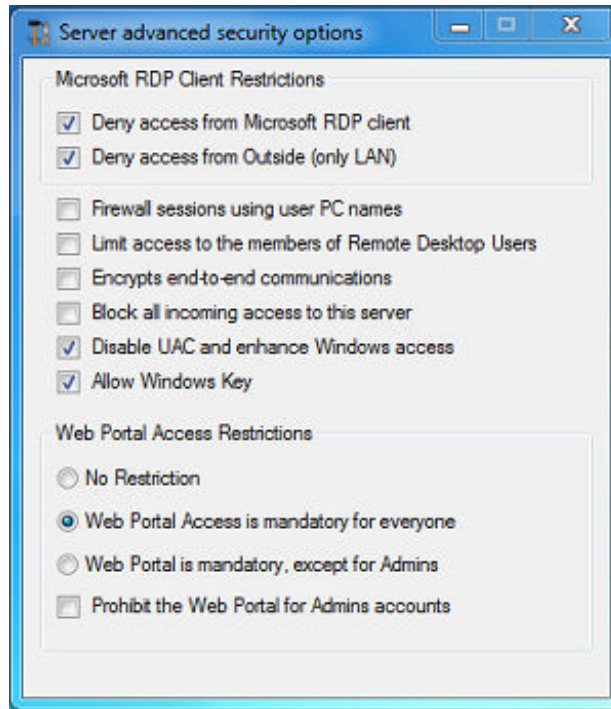 Server advanced security options
Microsoft RDP Client Restrictions
Deny access from Microsoft RDP client
Deny access from Outside (only LAN)
Firewall sessions using user PC names
Limit access to the members of Remote Desktop Users
Encrypts end-to-end communications
Block all incoming access to this server
Disable UAC and enhance Windows access
Allow Windows Key
Web Portal Access Restrictions
No Restriction
Web Portal Access is mandatory for everyone
Web Portal is mandatory, except for Admins
Prohibit the Web Portal for Admins accounts